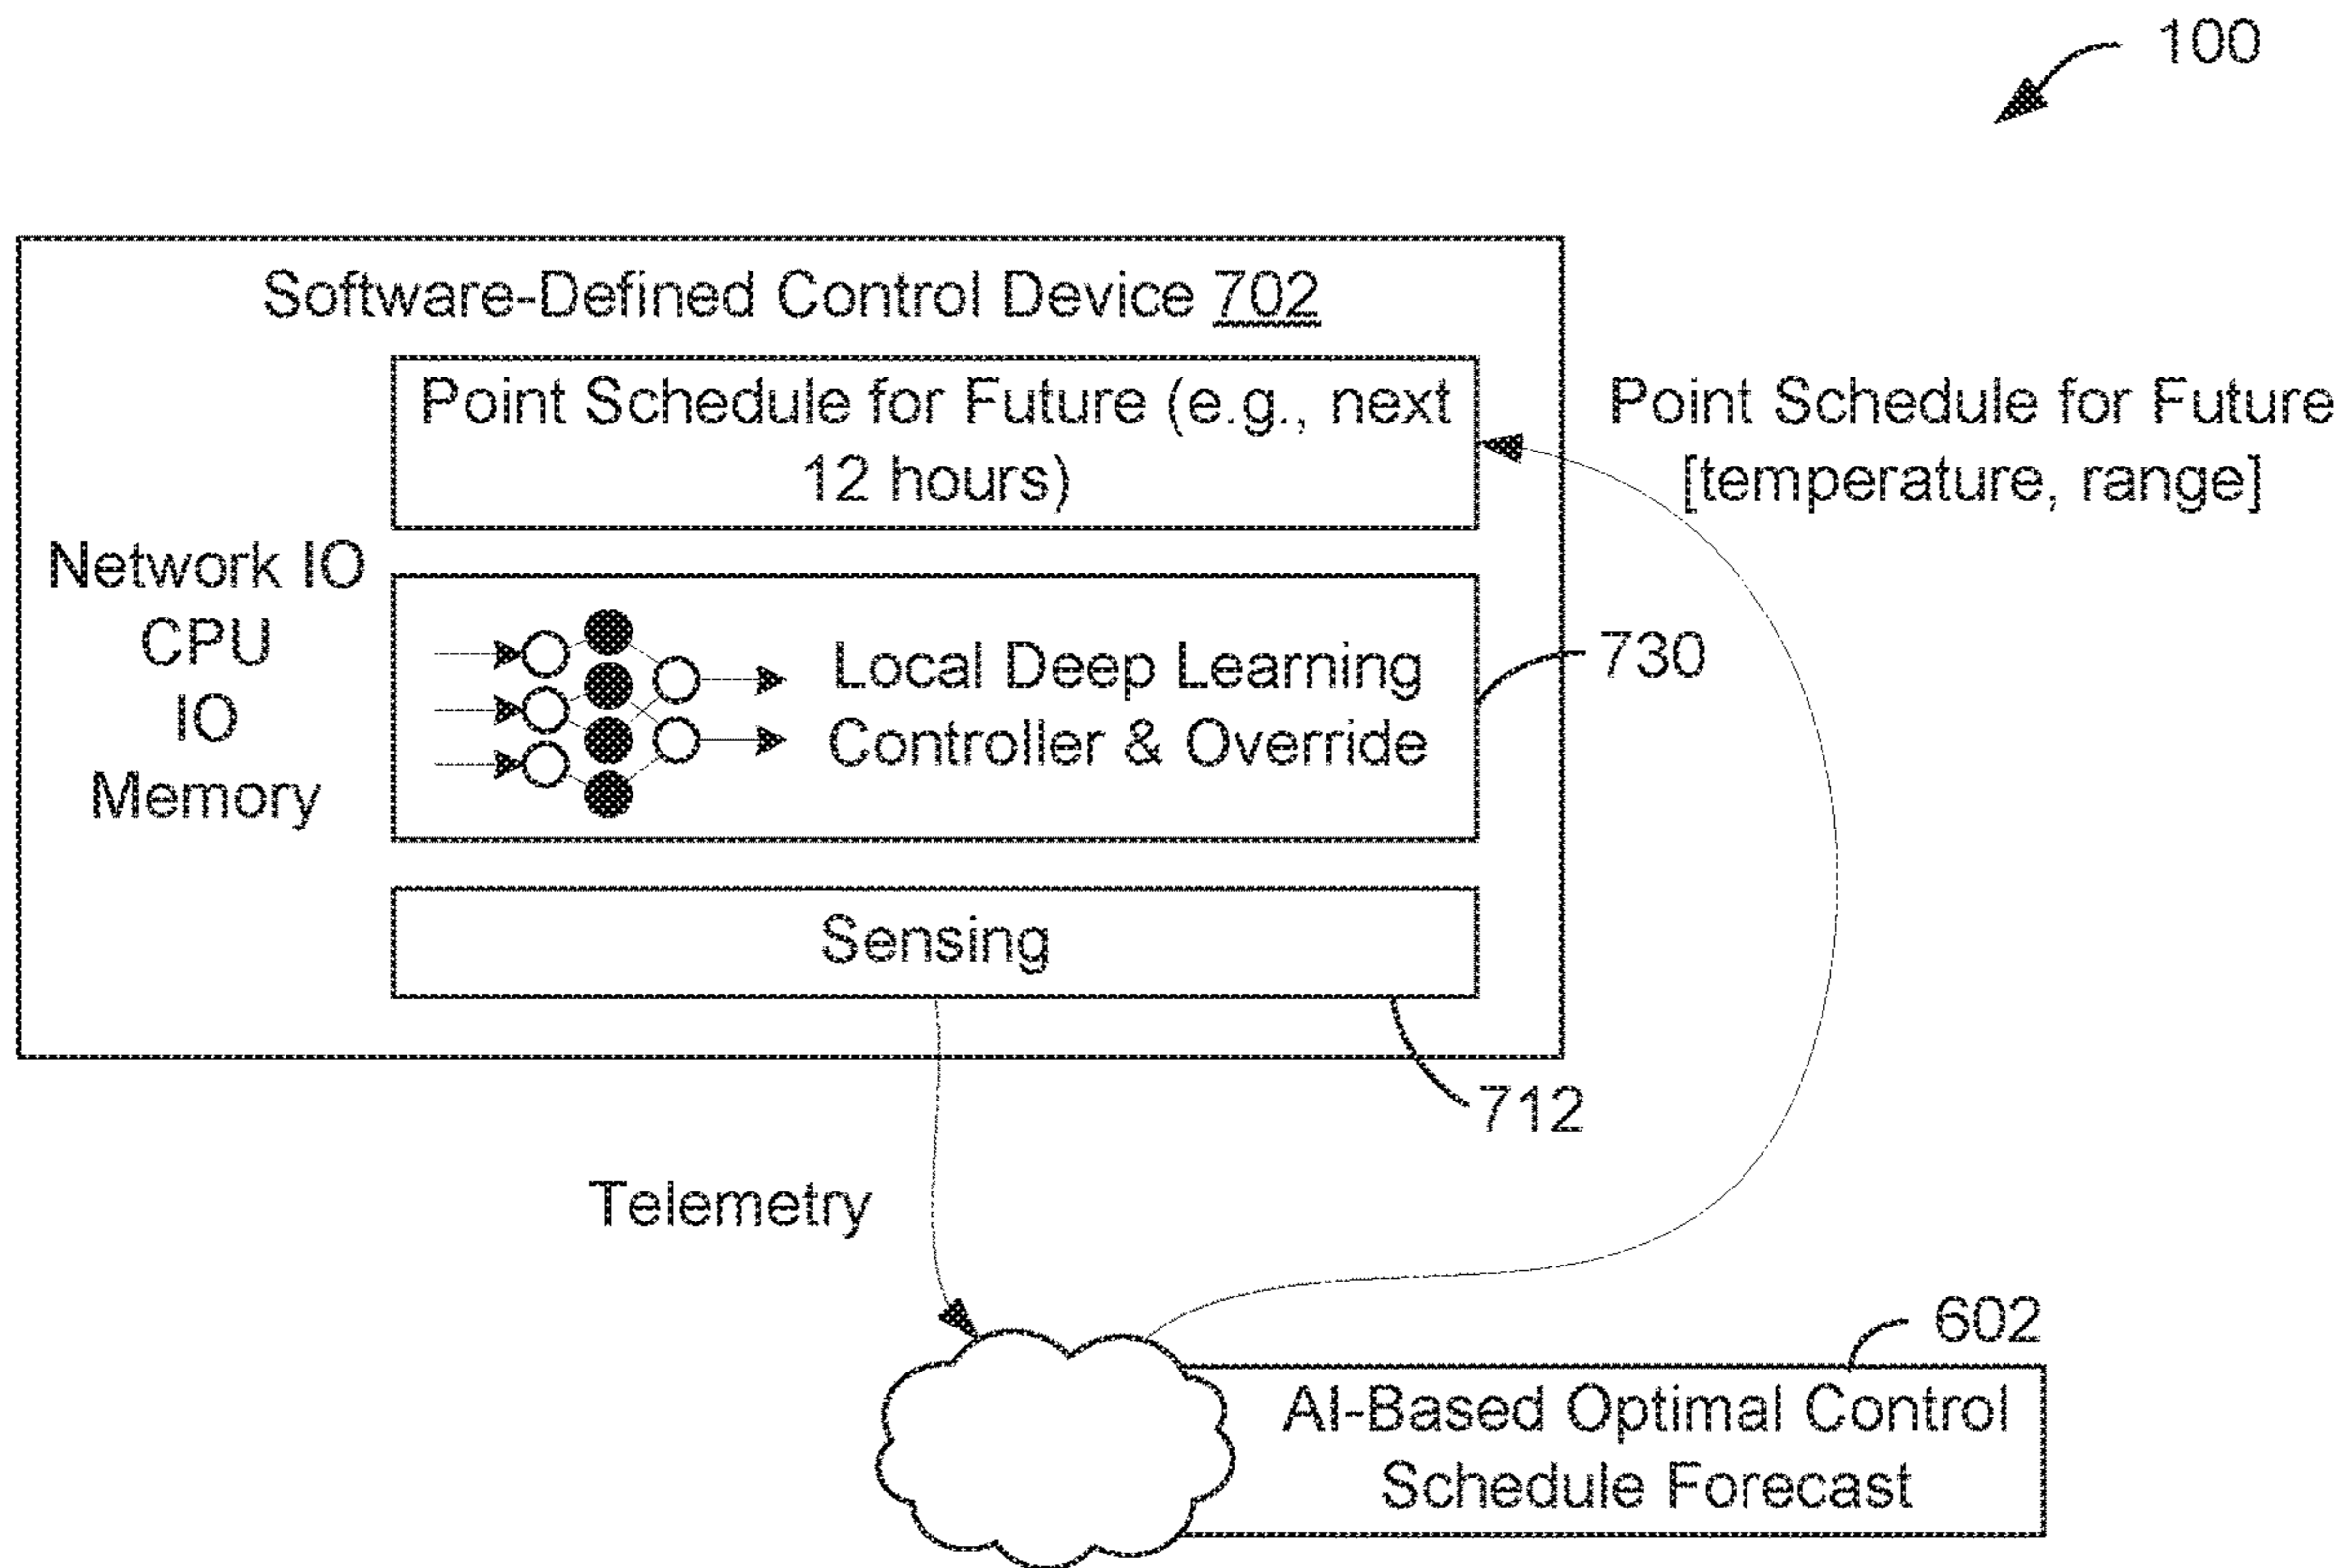 100
Software-Defined Control Device 702
Point Schedule for Future (e.g., next
12 hours)
Point Schedule for Future
[temperature, range]
Network IO
CPU
IO
Memory
Local Deep Learning
Controller & Override
730
Sensing
712
Telemetry
602
AI-Based Optimal Control
Schedule Forecast